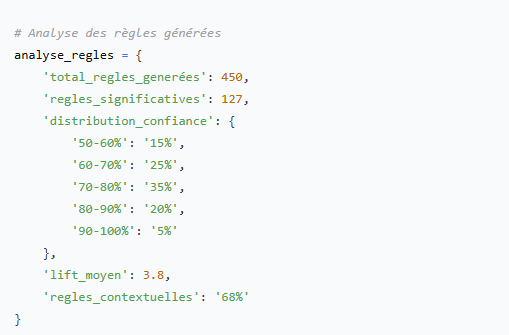 # Analyse des règles générées
analyse_regles = {
'total_regles_generées': 450,
'regles_significatives': 127,
'distribution_confiance': {
'50-60%': '15%',
'60-70%': '25%',
'70-80%': '35%',
'80-90%': '20%',
'90-100%': '5%'
},
'lift_moyen': 3.8,
'regles_contextuelles': '68%'
}